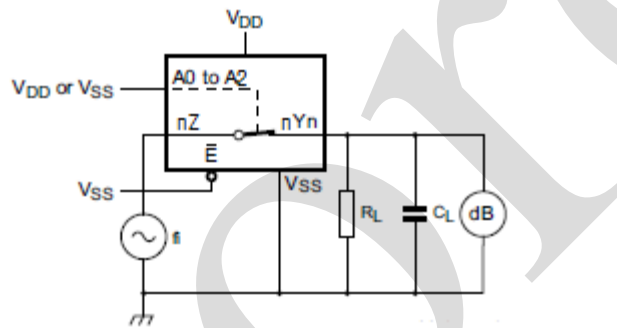 VDD
VDD or VSS
A0 to A2
nZ
nYn
E̅
VSS
VSS
fi
RL
CL
dB